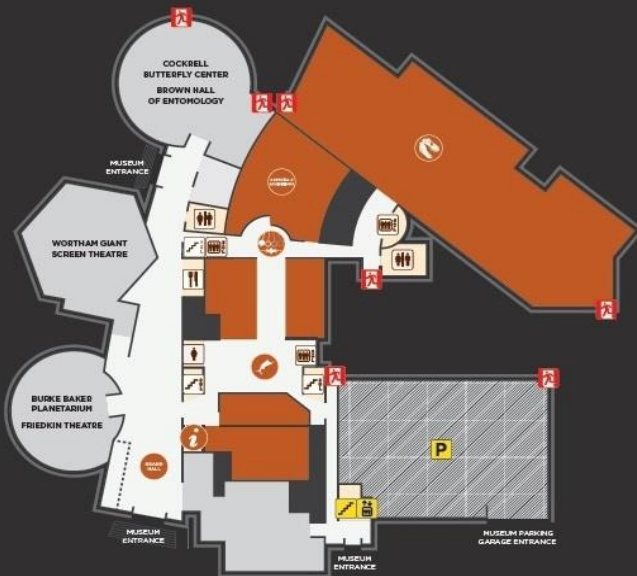 COCKRELL
BUTTERFLY CENTER
BROWN HALL
OF ENTOMOLOGY
MUSEUM
ENTRANCE
WORTHAM GIANT
SCREEN THEATRE
BURKE BAKER
PLANETARIUM
FRIEDKIN THEATRE
i
GRAND
HALL
P
MUSEUM
ENTRANCE
MUSEUM
ENTRANCE
MUSEUM PARKING
GARAGE ENTRANCE